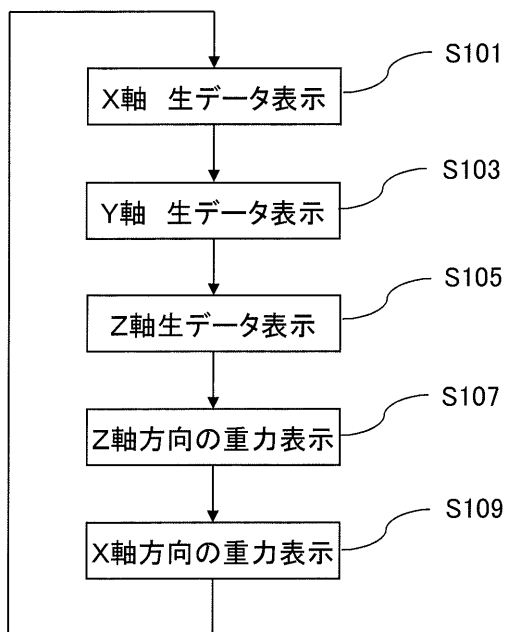 S101
X軸 生データ表示
S103
Y軸 生データ表示
S105
Z軸生データ表示
S107
Z軸方向の重力表示
S109
X軸方向の重力表示